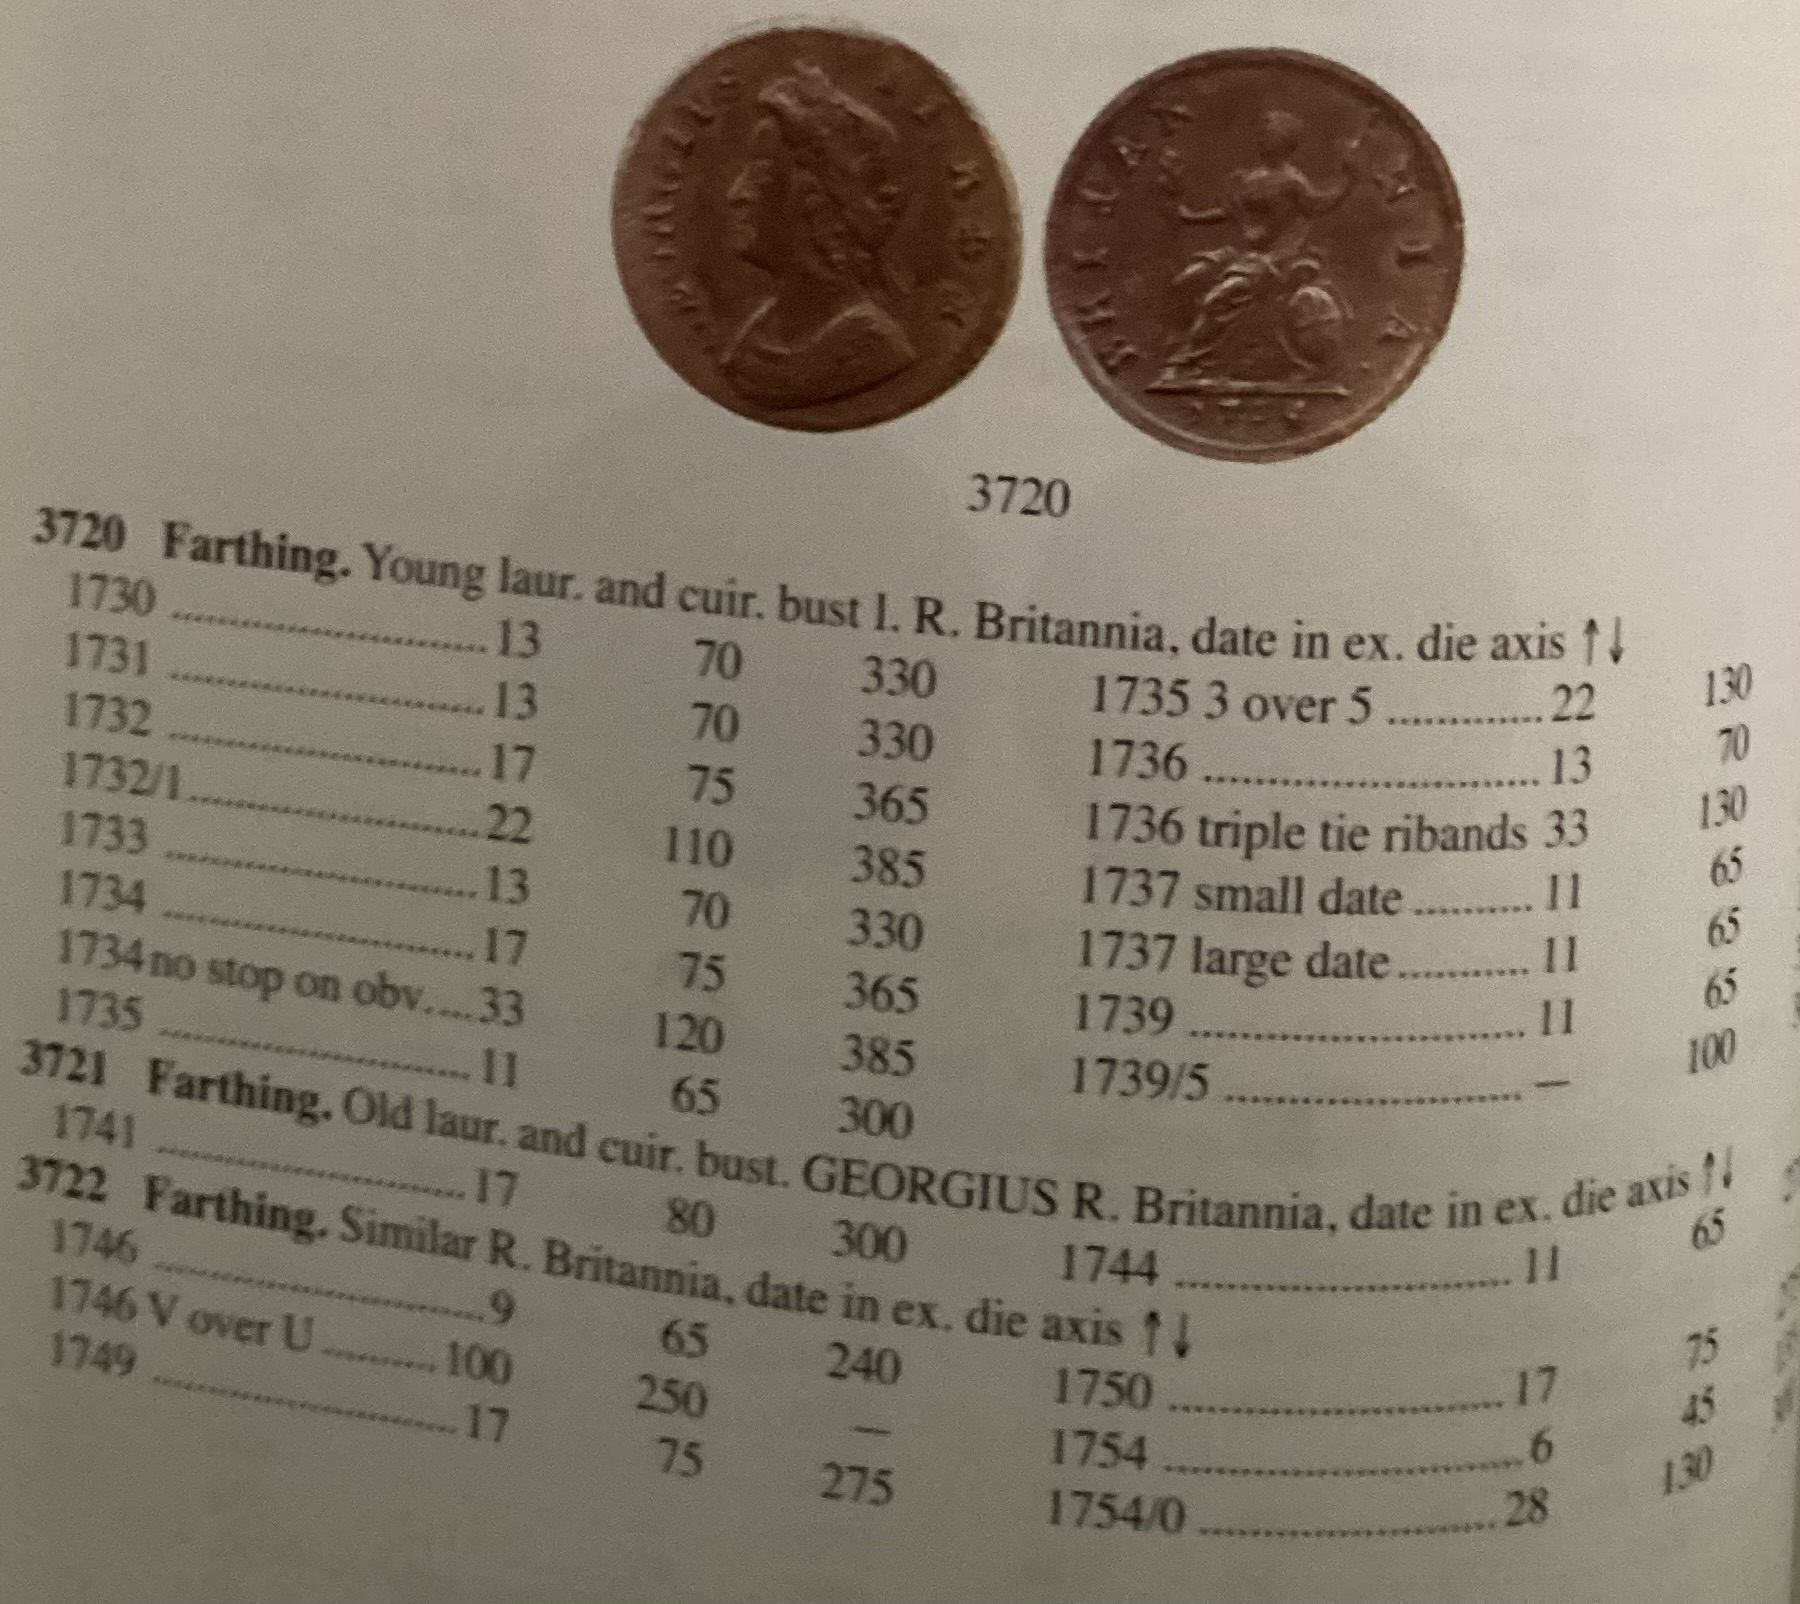 BRITAN NIA
3720
3720 Farthing. Young laur. and cuir. bust l. R. Britannia, date in ex. die axis ↑↓
1730 ........................13 70 330 1735 3 over 5 .............22 130
1731 ........................13 70 330 1736 ............................13 70
1732 ........................17 75 365 1736 triple tie ribands 33 130
1732/1......................22 110 385 1737 small date ..........11 65
1733 ........................13 70 330 1737 large date...........11 65
1734 ........................17 75 365 1739 ............................11 65
1734 no stop on obv....33 120 385 1739/5 ........................– 100
1735 ........................11 65 300
3721 Farthing. Old laur. and cuir. bust. GEORGIUS R. Britannia, date in ex. die axis ↑↓
1741 ........................17 80 300 1744 ............................11 65
3722 Farthing. Similar R. Britannia, date in ex. die axis ↑↓
1746 .........................9 65 240 1750 ............................17 75
1746 V over U .........100 250 – 1754 ..............................6 45
1749 ........................17 75 275 1754/0 .........................28 130